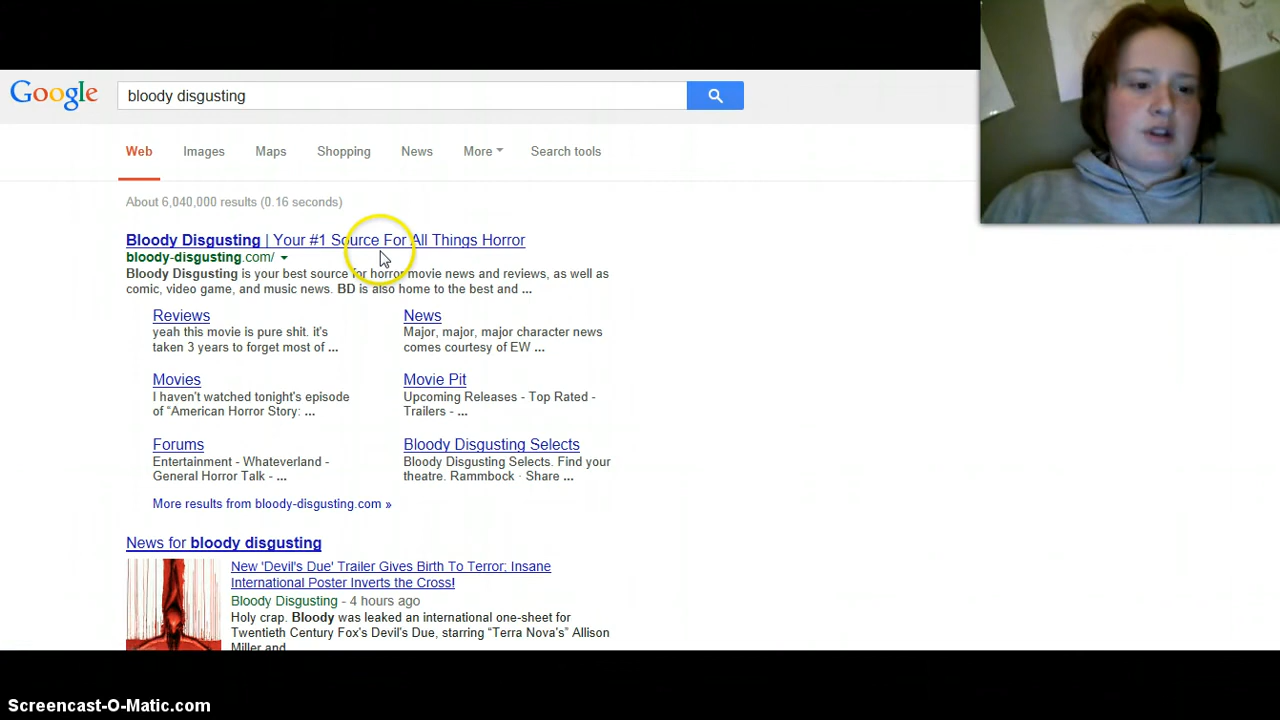 Google
bloody disgusting
Web Images Maps Shopping News More Search tools
About 6,040,000 results (0.16 seconds)
Bloody Disgusting | Your #1 Source For All Things Horror
bloody-disgusting.com/
Bloody Disgusting is your best source for horror movie news and reviews, as well as
comic, video game, and music news. BD is also home to the best and ...
Reviews
yeah this movie is pure shit. it's
taken 3 years to forget most of ...
News
Major, major, major character news
comes courtesy of EW ...
Movies
I haven't watched tonight's episode
of “American Horror Story: ...
Movie Pit
Upcoming Releases - Top Rated -
Trailers - ...
Forums
Entertainment - Whateverland -
General Horror Talk - ...
Bloody Disgusting Selects
Bloody Disgusting Selects. Find your
theatre. Rammbock · Share ...
More results from bloody-disgusting.com »
News for bloody disgusting
New 'Devil's Due' Trailer Gives Birth To Terror; Insane
International Poster Inverts the Cross!
Bloody Disgusting - 4 hours ago
Holy crap. Bloody was leaked an international one-sheet for
Twentieth Century Fox's Devil's Due, starring “Terra Nova's” Allison
Miller and
Screencast-O-Matic.com